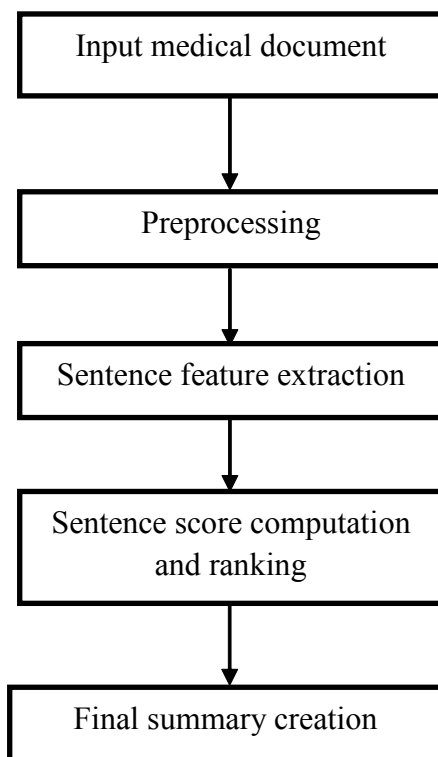 Input medical document
Preprocessing
Sentence feature extraction
Sentence score computation
and ranking
Final summary creation